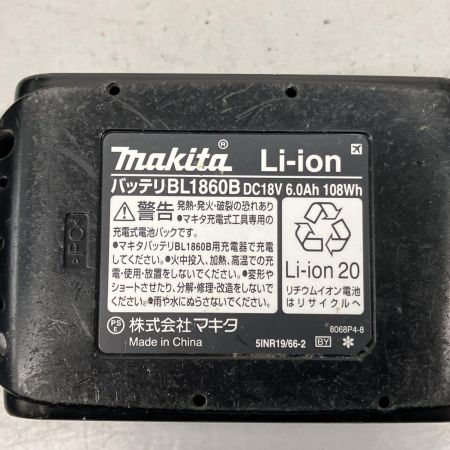 makita® Li-ion
バッテリBL1860B DC18V 6.0Ah 108Wh
警告 発熱・発火・破裂の恐れあり
・マキタ充電式工具専用の
充電式電池パックです。
●マキタバッテリBL1860B用充電器で充電
してください。●火中投入、加熱、高温での充
電・使用・放置をしないでください。●変形や
ショートさせたり、分解・修理・改造をしないで
ください。●雨や水にぬらさないでください。
Li-ion 20
リチウムイオン電池
はリサイクルへ
PS
E
株式会社マキタ
Made in China
8068P4-8
5INR19/66-2 BY
>PC<